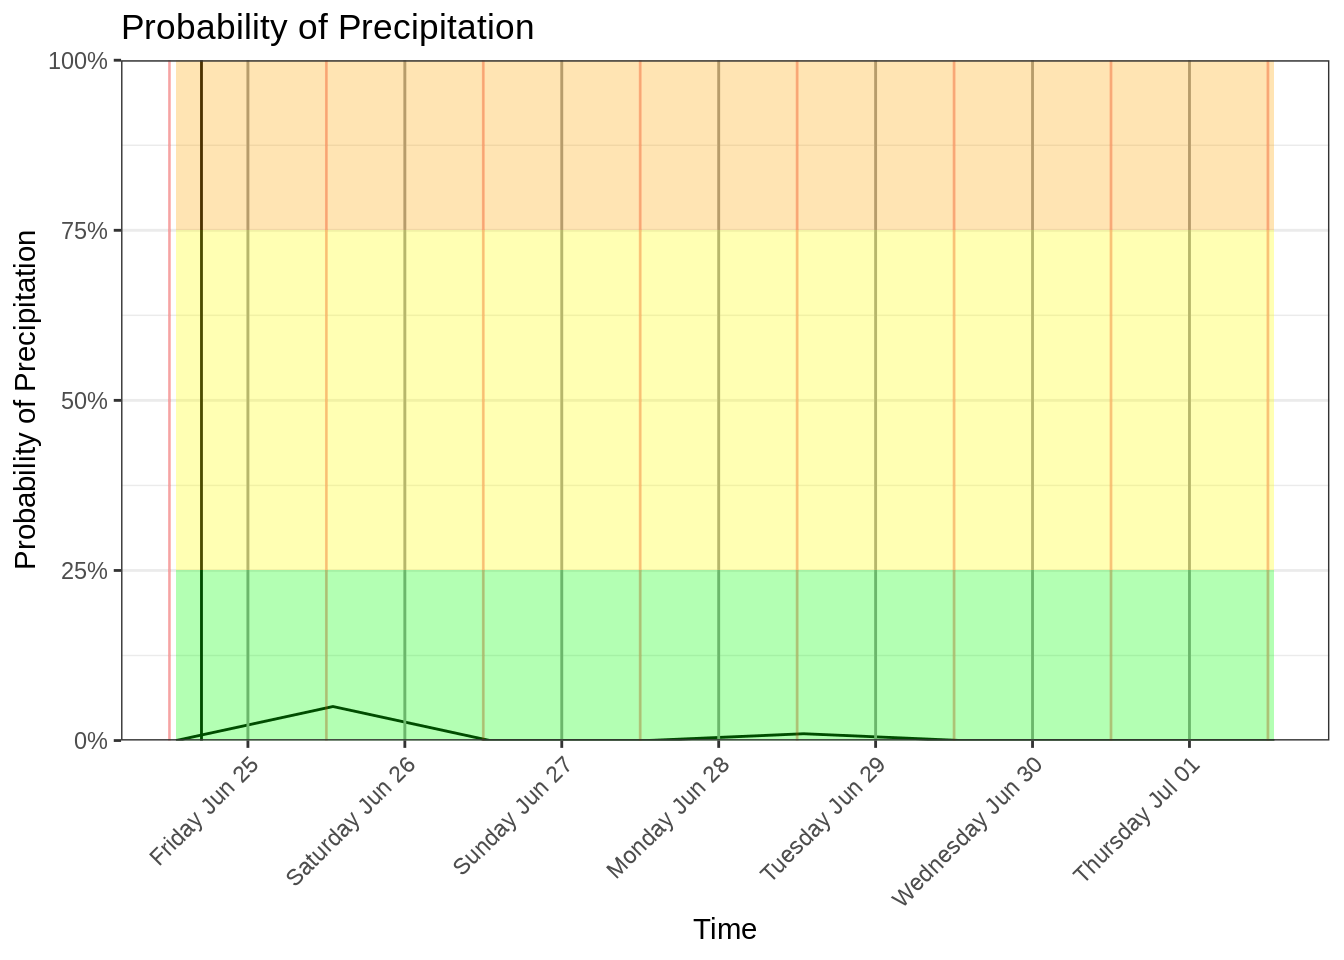 Probability of Precipitation
100%
75%
50%
25%
0%
Probability of Precipitation
Friday Jun 25
Saturday Jun 26
Sunday Jun 27
Monday Jun 28
Tuesday Jun 29
Wednesday Jun 30
Thursday Jul 01
Time